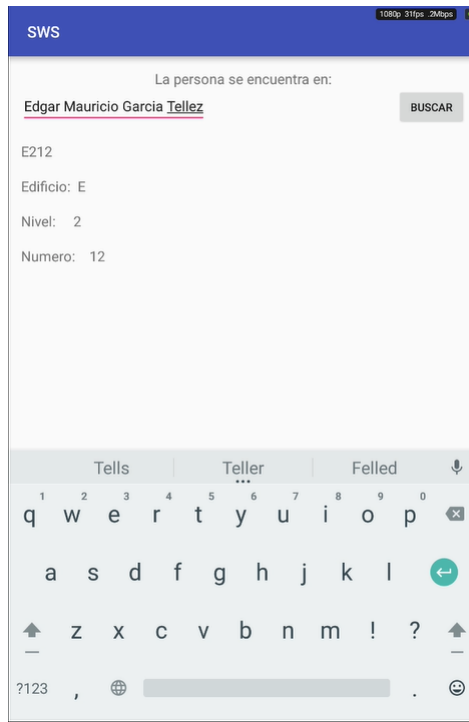 1080p 31fps .2Mbps
SWS
La persona se encuentra en:
Edgar Mauricio Garcia Tellez
BUSCAR
E212
Edificio: E
Nivel: 2
Numero: 12
Tells Teller Felled
1 2 3 4 5 6 7 8 9 0
q w e r t y u i o p
a s d f g h j k l
z x c v b n m ! ?
?123 , .